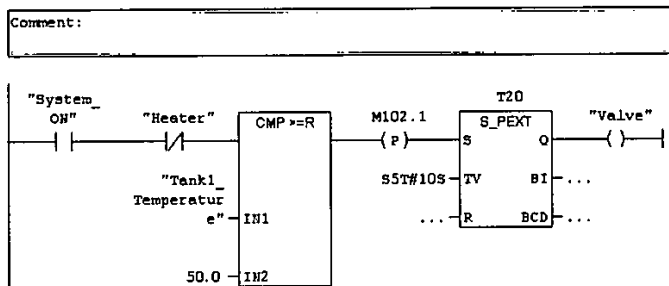 Comment:
T20
"System_
ON"
"Heater"
CMP >=R
M102.1
(P)
S_PEXT
"Valve"
S
Q
"Tank1_
Temperatur
e"
IN1
S5T#10S
TV
BI
...
...
R
BCD
...
50.0
IN2